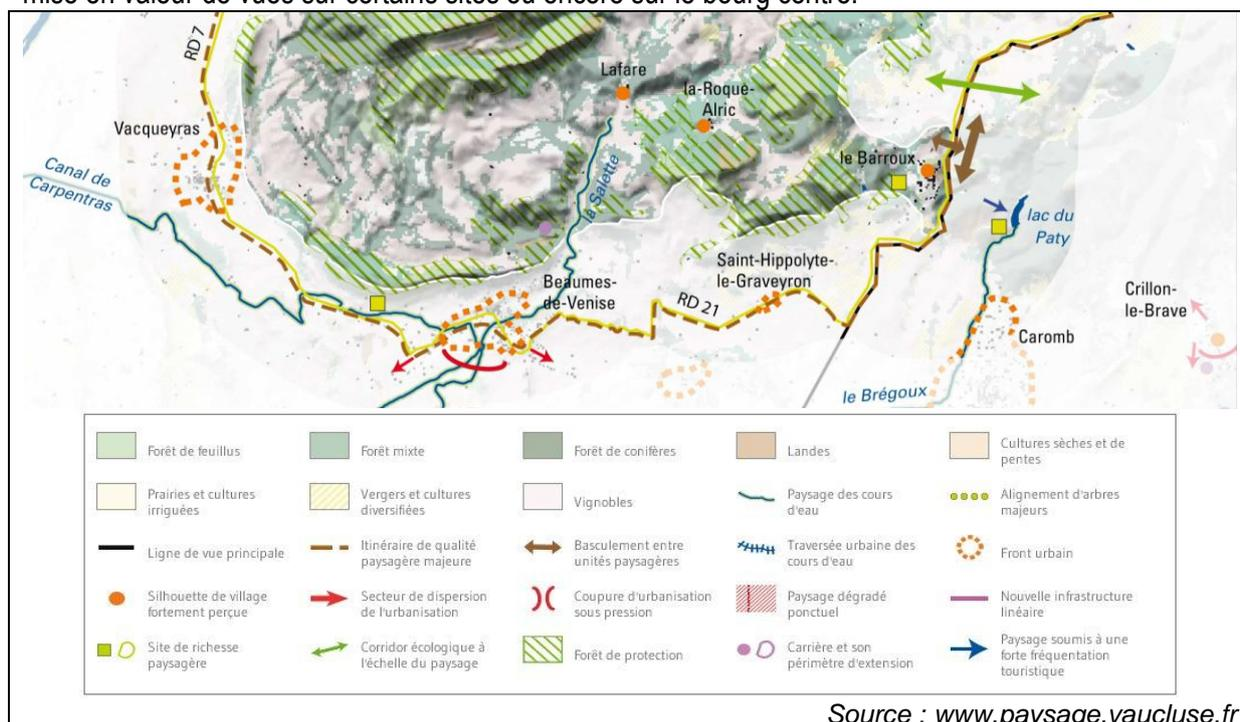 mise en valeur de vues sur certains sites ou encore sur le bourg centre.
RD 7
Lafare
la-Roque-
Alric
Vacqueyras
le Barroux
Canal de
Carpentras
la Salette
lac du
Paty
Saint-Hippolyte-
le-Graveyron
Beaumes-
de-Venise
RD 21
Crillon-
le-Brave
Caromb
le Brégoux
Forêt de feuillus
Forêt mixte
Forêt de conifères
Landes
Cultures sèches et de
pentes
Prairies et cultures
irriguées
Vergers et cultures
diversifiées
Vignobles
Paysage des cours
d'eau
Alignement d'arbres
majeurs
Ligne de vue principale
Itinéraire de qualité
paysagère majeure
Basculement entre
unités paysagères
Traversée urbaine des
cours d'eau
Front urbain
Silhouette de village
fortement perçue
Secteur de dispersion
de l'urbanisation
Coupure d'urbanisation
sous pression
Paysage dégradé
ponctuel
Nouvelle infrastructure
linéaire
Site de richesse
paysagère
Corridor écologique à
l'échelle du paysage
Forêt de protection
Carrière et son
périmètre d'extension
Paysage soumis à une
forte fréquentation
touristique
Source : www.paysage.vaucluse.fr